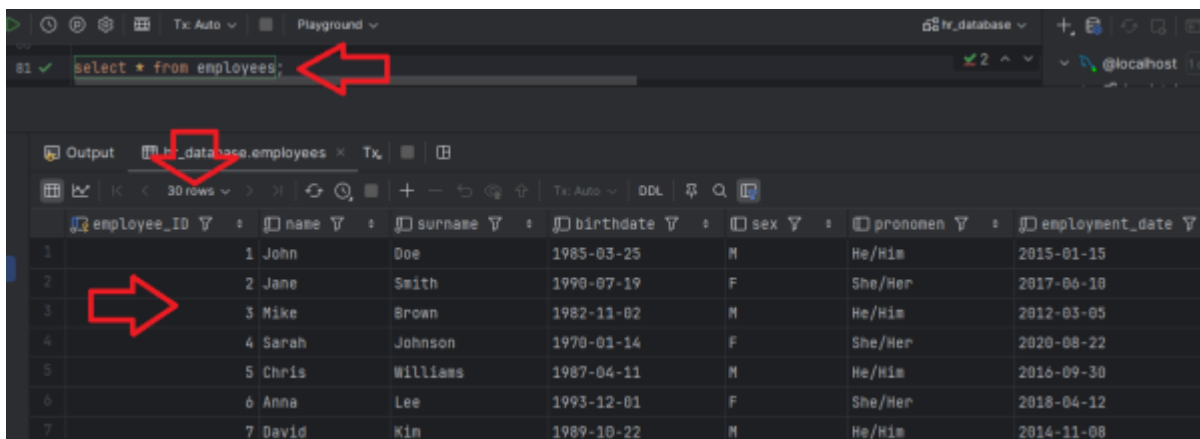 Tx: Auto Playground hr_database
81 select * from employees; 2 @localhost
Output hr_database.employees Tx
30 rows Tx: Auto DDL
employee_ID name surname birthdate sex pronomen employment_date
1 1 John Doe 1985-03-25 M He/Him 2015-01-15
2 2 Jane Smith 1990-07-19 F She/Her 2017-06-10
3 3 Mike Brown 1982-11-02 M He/Him 2012-03-05
4 4 Sarah Johnson 1970-01-14 F She/Her 2020-08-22
5 5 Chris Williams 1987-04-11 M He/Him 2016-09-30
6 6 Anna Lee 1993-12-01 F She/Her 2018-04-12
7 7 David Kim 1989-10-22 M He/Him 2014-11-08